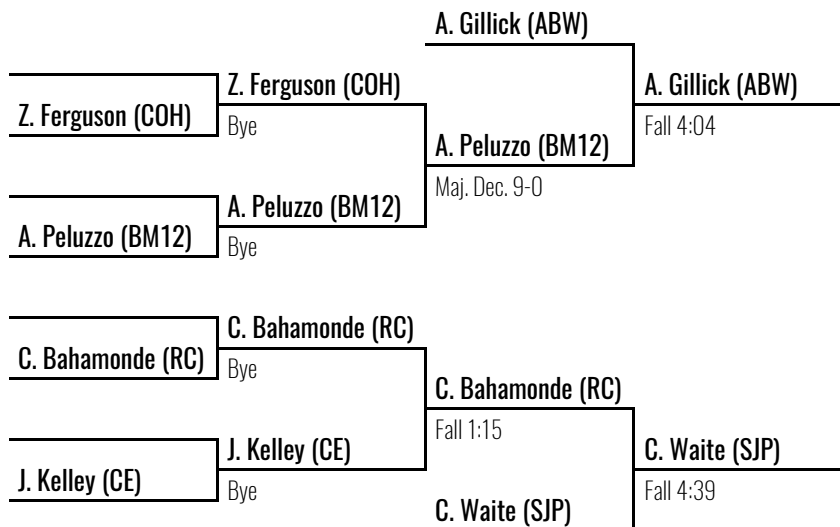 A. Gillick (ABW)
Z. Ferguson (COH)
A. Gillick (ABW)
Z. Ferguson (COH)
Bye
Fall 4:04
A. Peluzzo (BM12)
Maj. Dec. 9-0
A. Peluzzo (BM12)
A. Peluzzo (BM12)
Bye
C. Bahamonde (RC)
C. Bahamonde (RC)
Bye
C. Bahamonde (RC)
Fall 1:15
J. Kelley (CE)
C. Waite (SJP)
J. Kelley (CE)
Bye
Fall 4:39
C. Waite (SJP)